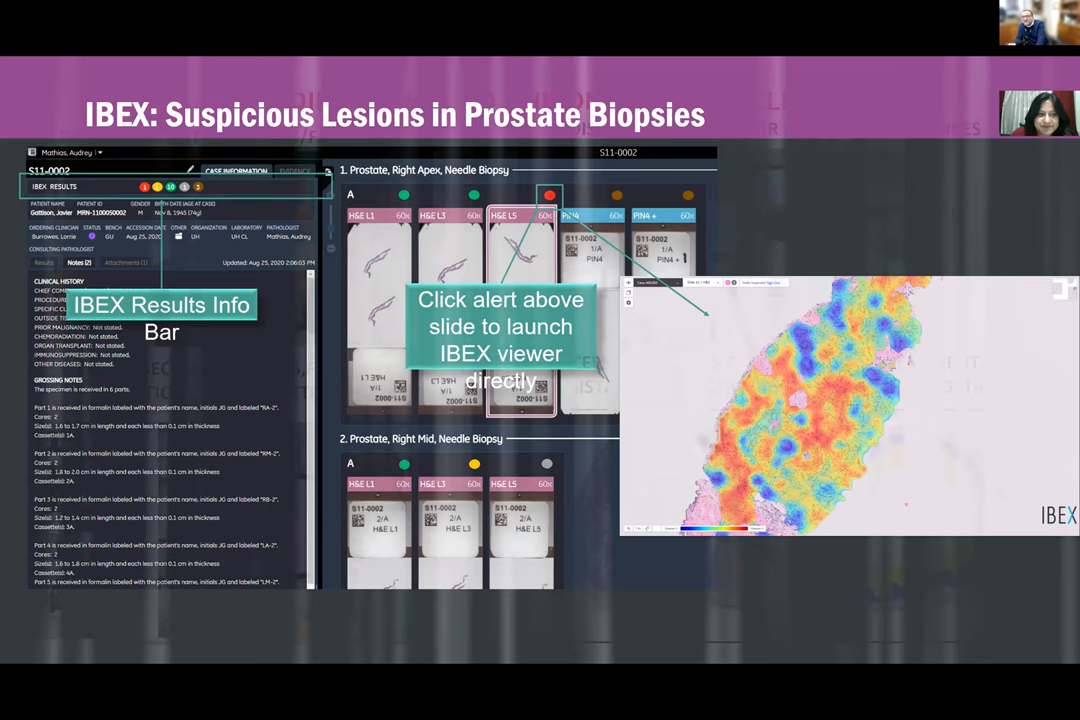 IBEX: Suspicious Lesions in Prostate Biopsies
Mathias, Audrey
S11-0002
S11-0002
CASE INFORMATION
EVIDENCE
IBEX RESULTS
1 1 10 1 3
PATIENT NAME PATIENT ID GENDER BIRTH DATE (AGE AT CASE)
Gattison, Javier MRN-1100050002 M Nov 8, 1945 (74y)
ORDERING CLINICIAN STATUS BENCH ACCESSION DATE OTHER ORGANIZATION LABORATORY PATHOLOGIST
Burrowes, Lorrie GU Aug 25, 2020 UH UH CL Mathias, Audrey
CONSULTING PATHOLOGIST
Results Notes (2) Attachments (1) Updated: Aug 25, 2020 2:06:03 PM
CLINICAL HISTORY
CHIEF
PROCEDURE
SPECIFIC
OUTSIDE
IBEX Results Info
Bar
PRIOR MALIGNANCY: Not stated.
CHEMORADIATION: Not stated.
ORGAN TRANSPLANT: Not stated.
IMMUNOSUPPRESSION: Not stated.
OTHER DISEASES: Not stated.
GROSSING NOTES
The specimen is received in 6 parts.
Part 1 is received in formalin labeled with the patient's name, initials JG and labeled "RA-2".
Cores: 2
Size(s): 1.6 to 1.7 cm in length and each less than 0.1 cm in thickness
Cassette(s): 1A.
Part 2 is received in formalin labeled with the patient's name, initials JG and labeled "RM-2".
Cores: 2
Size(s): 1.8 to 2.0 cm in length and each less than 0.1 cm in thickness
Cassette(s): 2A.
Part 3 is received in formalin labeled with the patient's name, initials JG and labeled "RB-2".
Cores: 2
Size(s): 1.2 to 1.4 cm in length and each less than 0.1 cm in thickness
Cassette(s): 3A.
Part 4 is received in formalin labeled with the patient's name, initials JG and labeled "LA-2".
Cores: 2
Size(s): 1.6 to 1.8 cm in length and each less than 0.1 cm in thickness
Cassette(s): 4A.
Part 5 is received in formalin labeled with the patient's name, initials JG and labeled "LM-2".
1. Prostate, Right Apex, Needle Biopsy
A
H&E L1 60x
H&E L3 60x
H&E L5 60x
PIN4 60x
PIN4 + 60x
S11-0002
1/A
PIN4
S11-0002
1/A
PIN4 + 1
Click alert above
slide to launch
IBEX viewer
directly
S11-0002
1/A
H&E L1
S11-0002
1/A
H&E L3
S11-0002
2. Prostate, Right Mid, Needle Biopsy
A
H&E L1 60x
H&E L3 60x
H&E L5 60x
S11-0002
2/A
H&E L1
S11-0002
2/A
H&E L3
S11-0002
2/A
H&E L5
IBEX